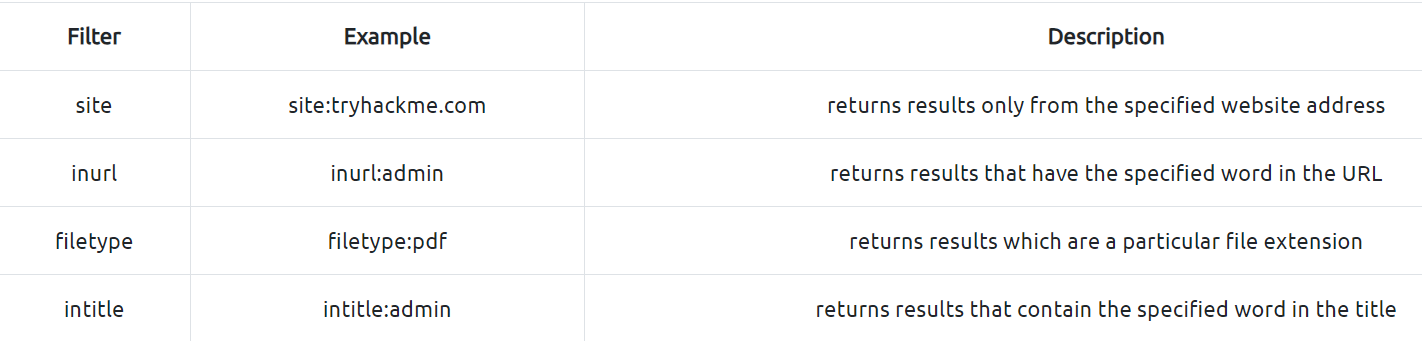 Filter Example Description
site site:tryhackme.com returns results only from the specified website address
inurl inurl:admin returns results that have the specified word in the URL
filetype filetype:pdf returns results which are a particular file extension
intitle intitle:admin returns results that contain the specified word in the title